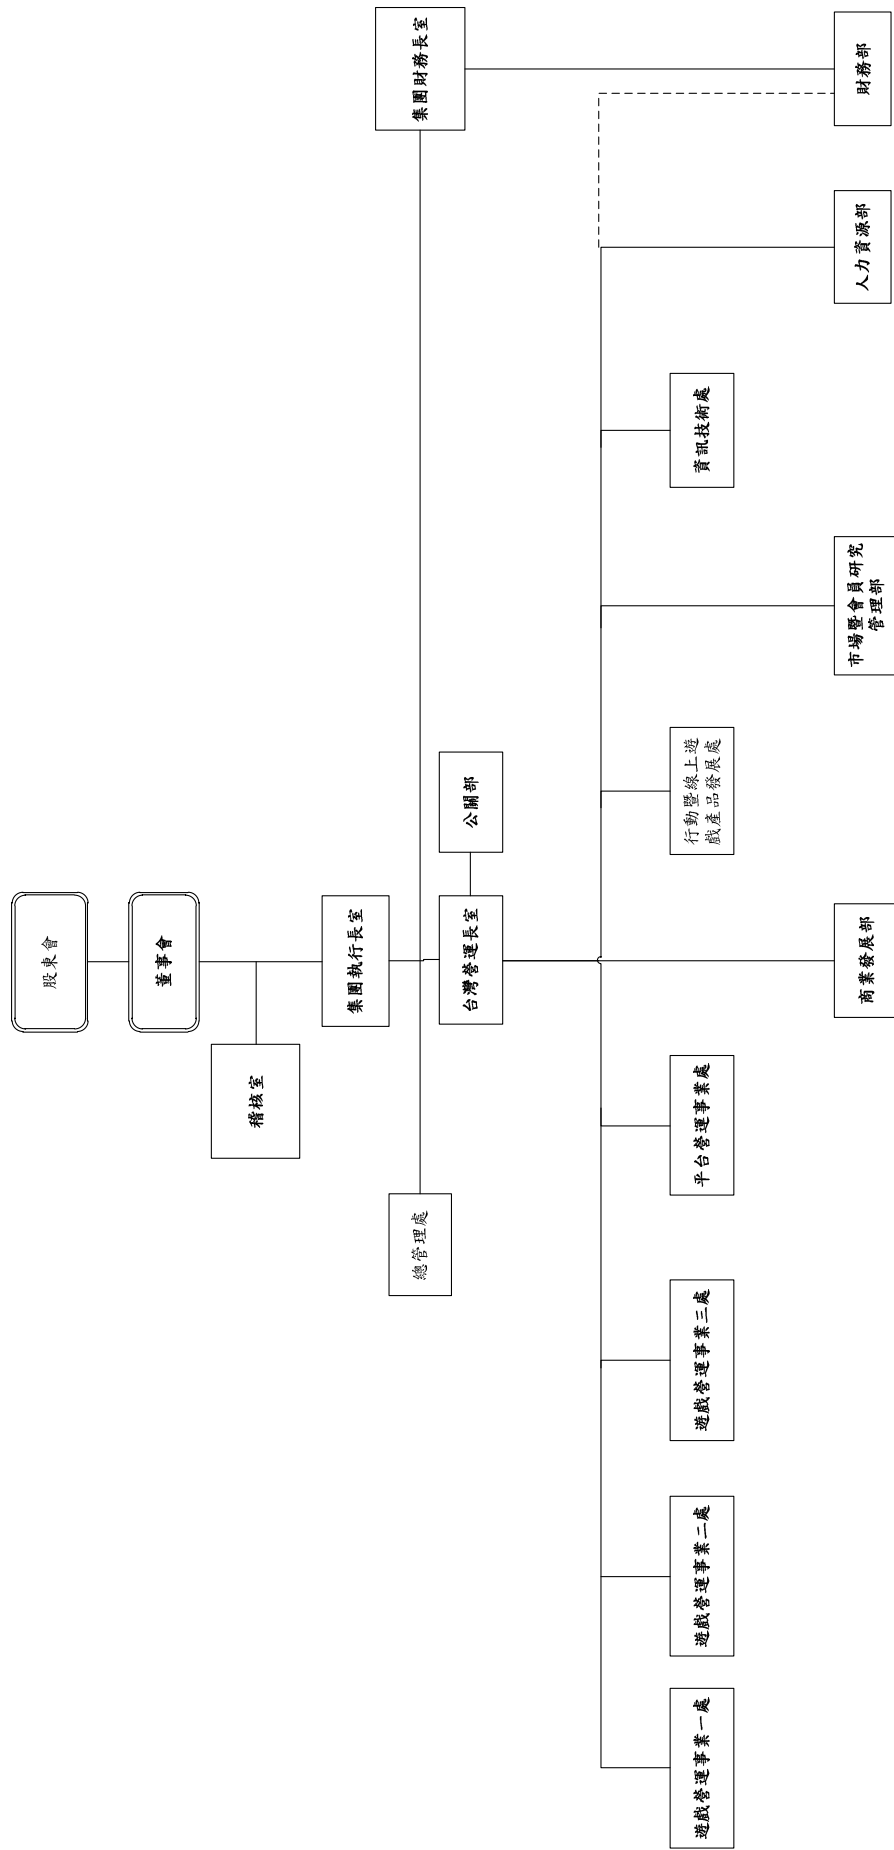 股東會
董事會
稽核室
集團執行長室
總管理處
集團財務長室
台灣營運長室
公關部
遊戲營運事業一處
遊戲營運事業二處
遊戲營運事業三處
平台營運事業處
行動暨線上遊
戲產品發展處
資訊技術處
商業發展部
市場暨會員研究
管理部
人力資源部
財務部